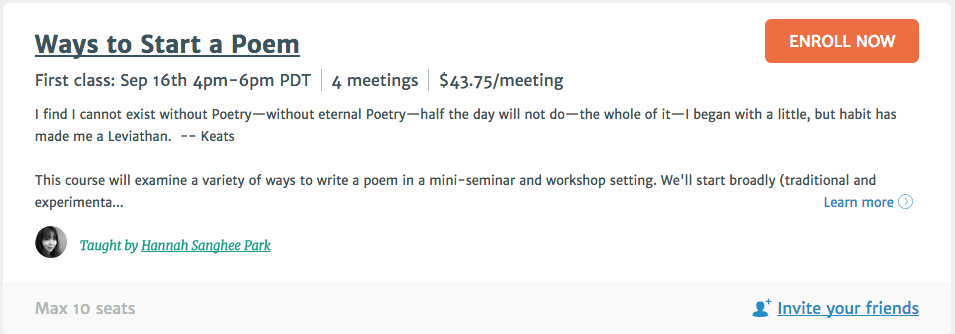 Ways to Start a Poem
ENROLL NOW
First class: Sep 16th 4pm-6pm PDT | 4 meetings | $43.75/meeting
I find I cannot exist without Poetry—without eternal Poetry—half the day will not do—the whole of it—I began with a little, but habit has
made me a Leviathan.  -- Keats
This course will examine a variety of ways to write a poem in a mini-seminar and workshop setting. We'll start broadly (traditional and
experimenta...
Learn more
Taught by Hannah Sanghee Park
Max 10 seats
Invite your friends